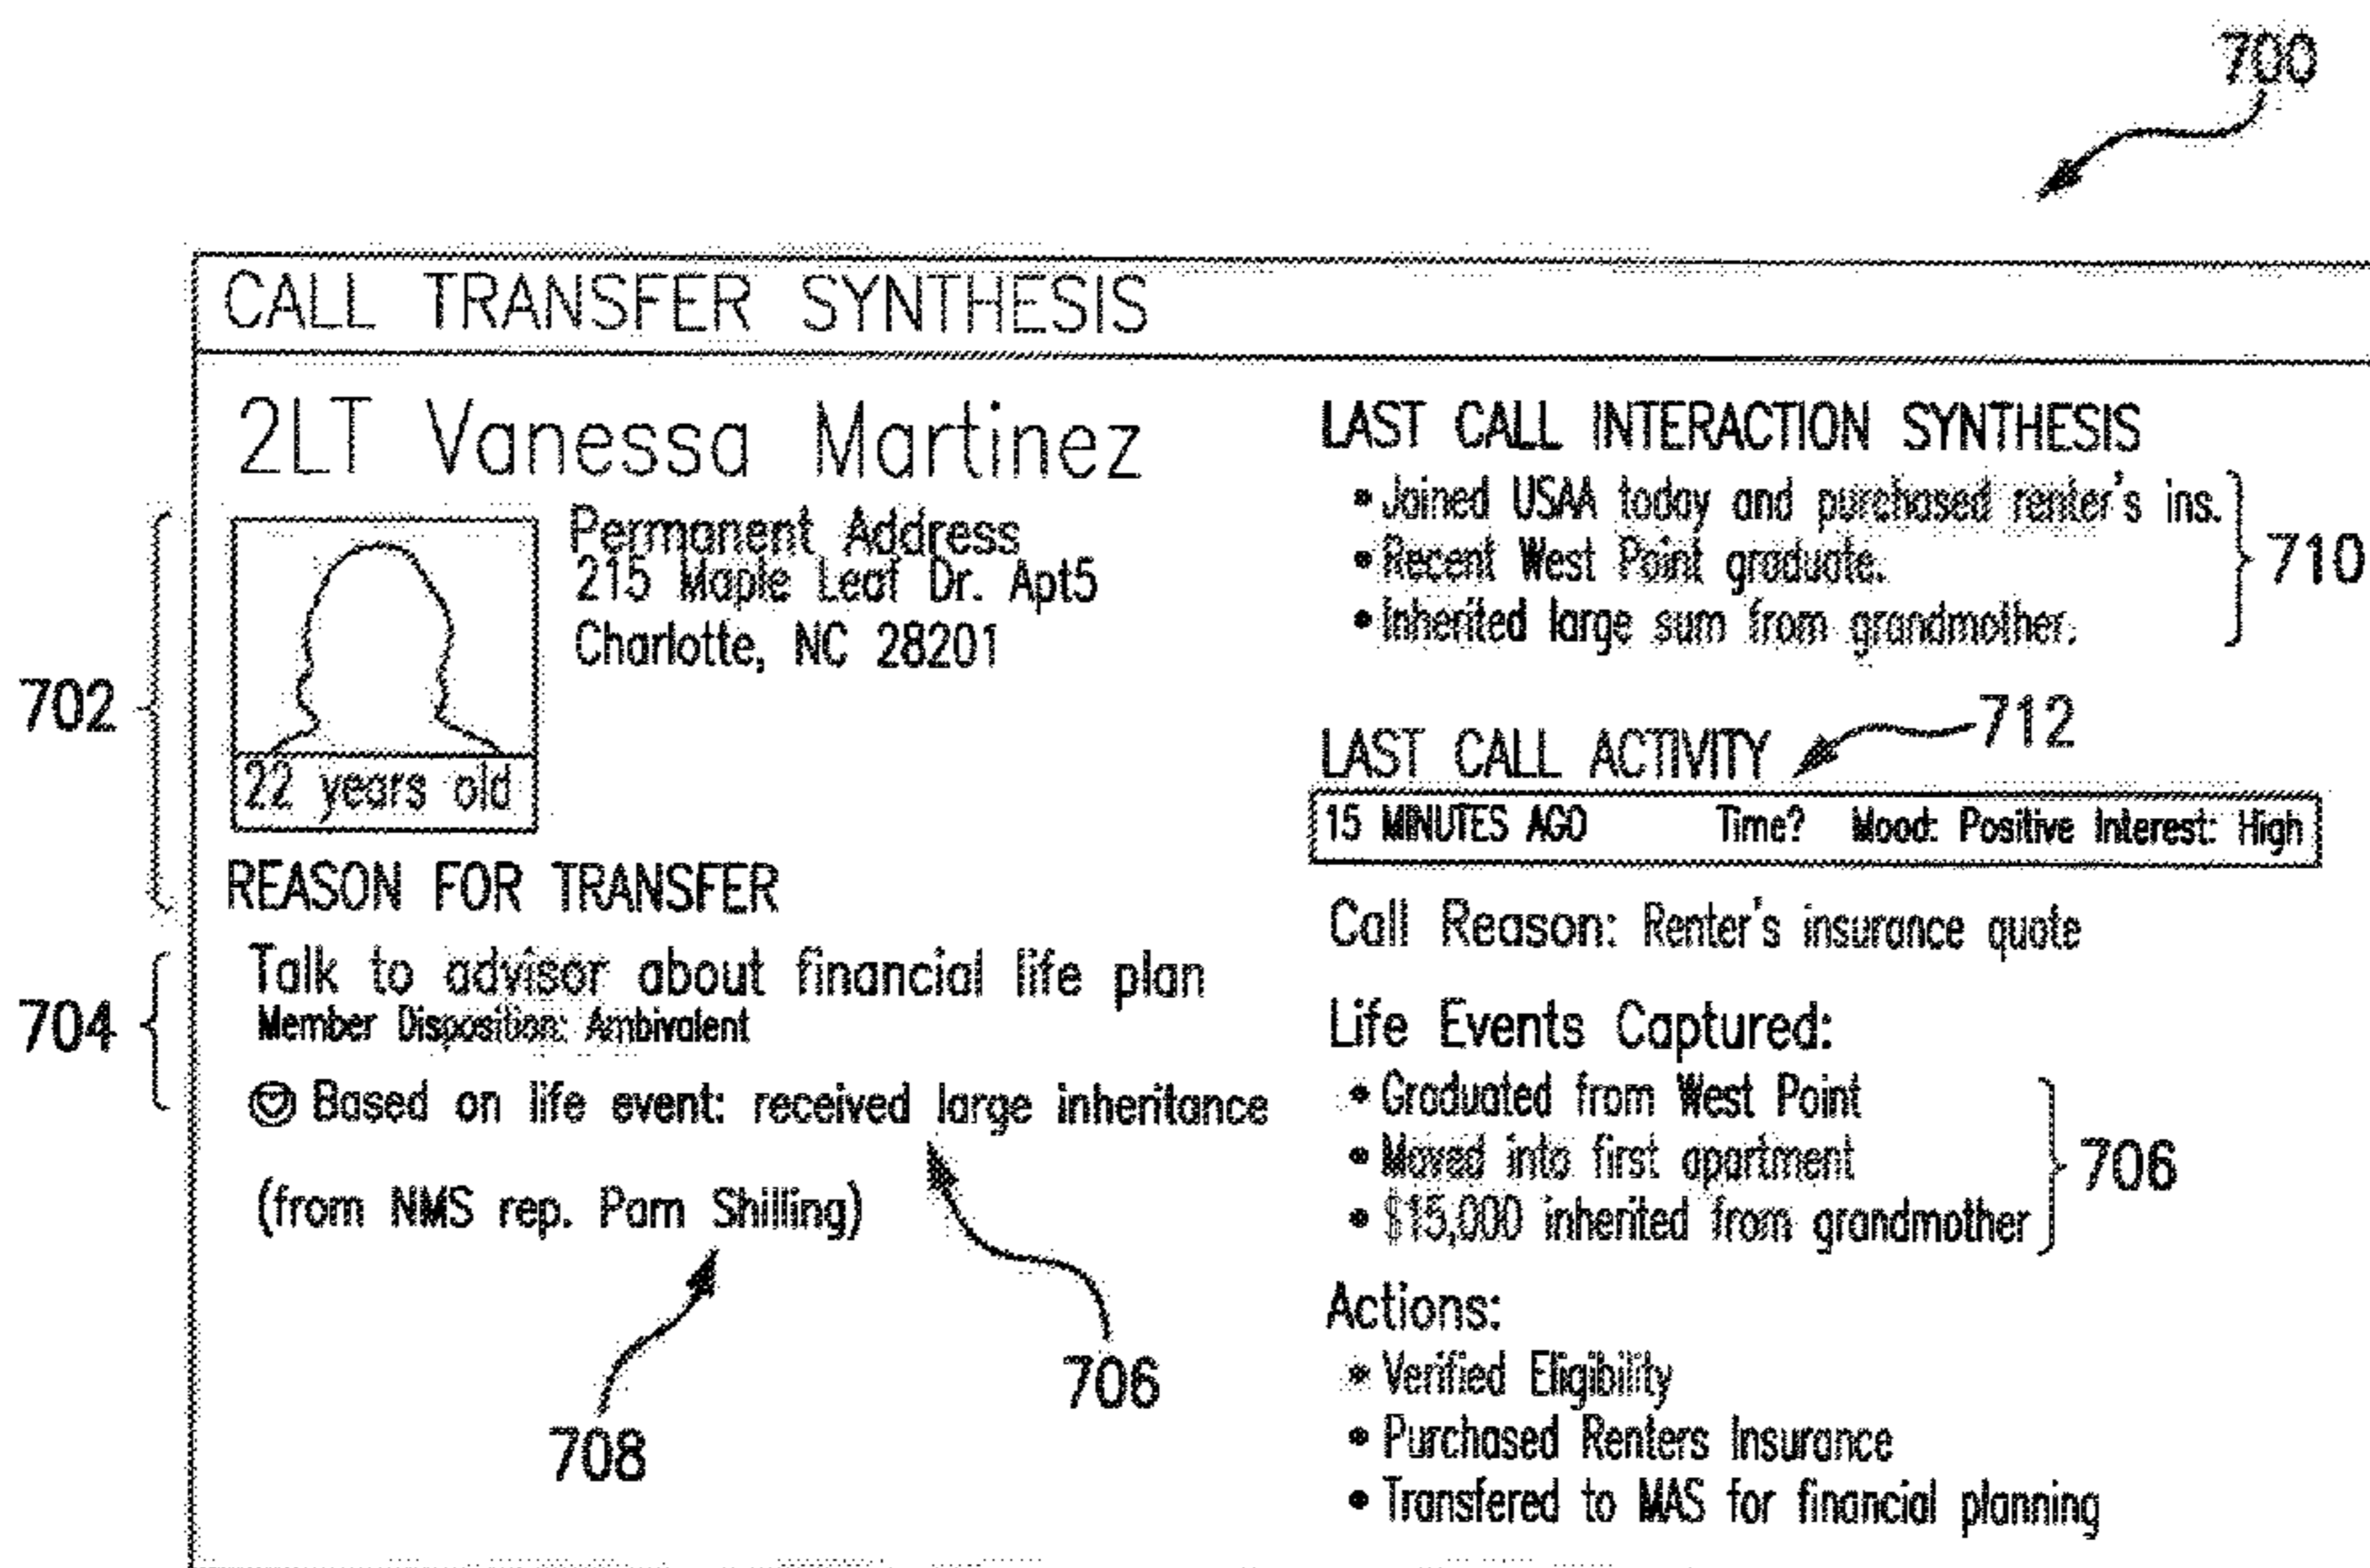 700
CALL TRANSFER SYNTHESIS
2LT Vanessa Martinez
Permanent Address
215 Maple Leaf Dr. Apt5
Charlotte, NC 28201
702
22 years old
REASON FOR TRANSFER
704
Talk to advisor about financial life plan
Member Disposition: Ambivalent
Based on life event: received large inheritance
(from NMS rep. Pam Shilling)
706
708
LAST CALL INTERACTION SYNTHESIS
• Joined USAA today and purchased renter's ins.
• Recent West Point graduate.
• Inherited large sum from grandmother.
710
712
LAST CALL ACTIVITY
15 MINUTES AGO Time? Mood: Positive Interest: High
Call Reason: Renter's insurance quote
Life Events Captured:
• Graduated from West Point
• Moved into first apartment
• $15,000 inherited from grandmother
706
Actions:
• Verified Eligibility
• Purchased Renters Insurance
• Transfered to MAS for financial planning